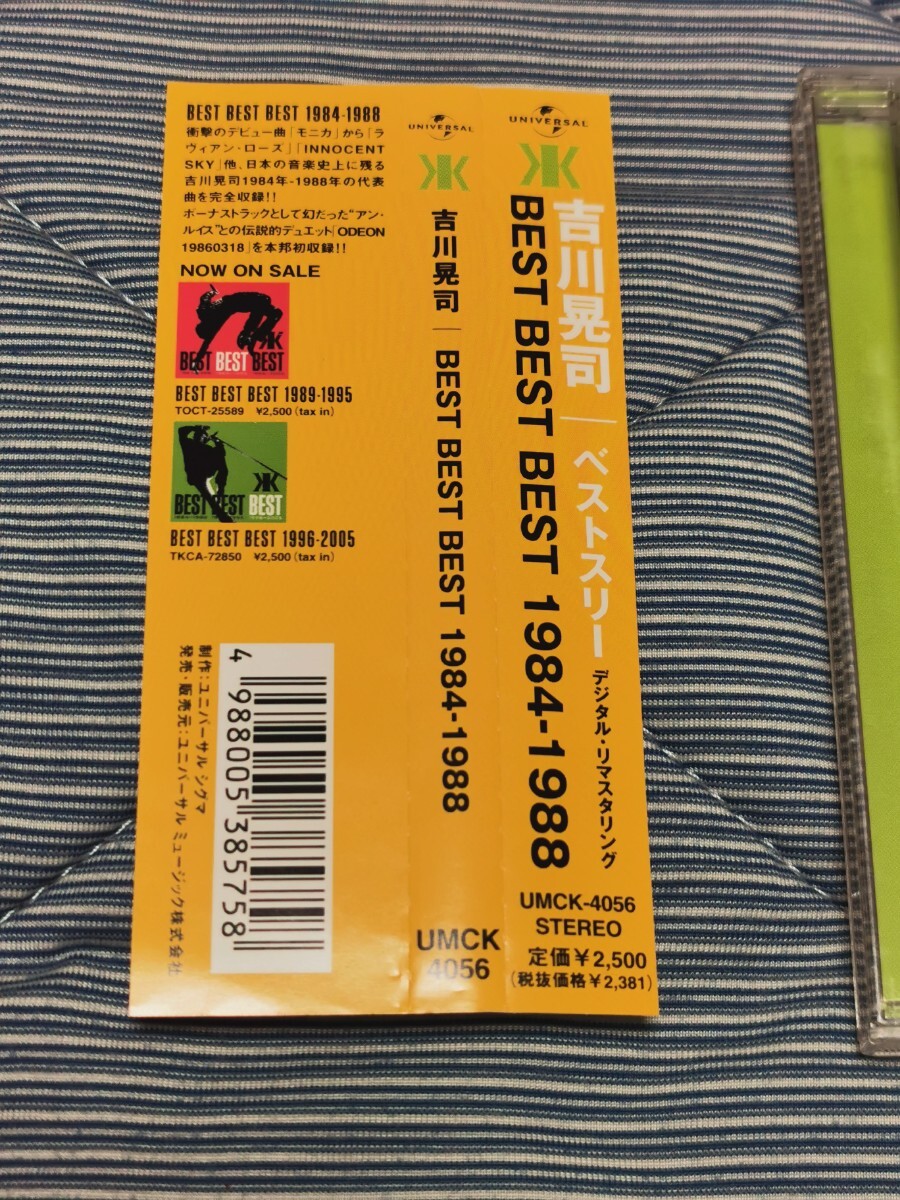 BEST BEST BEST 1984-1988
衝撃のデビュー曲「モニカ」から「ラ
ヴィアン・ローズ」「INNOCENT
SKY」他、日本の音楽史上に残る
吉川晃司1984年-1988年の代表
曲を完全収録!!
ボーナストラックとして幻だった"アン・
ルイス"との伝説的デュエット「ODEON
19860318」を本邦初収録!!
NOW ON SALE
BEST BEST BEST
BEST BEST BEST 1989-1995
TOCT-25589 ¥2,500(tax in)
BEST BEST BEST
BEST BEST BEST 1996-2005
TKCA-72850 ¥2,500(tax in)
制作:ユニバーサル シグマ
発売・販売元:ユニバーサル ミュージック株式会社
4 988005 385758
UNIVERSAL
吉川晃司 | BEST BEST BEST 1984-1988
UMCK
4056
UNIVERSAL
吉川晃司 | ベストスリー デジタル・リマスタリング
BEST BEST BEST 1984-1988
UMCK-4056
STEREO
定価¥2,500
(税抜価格¥2,381)